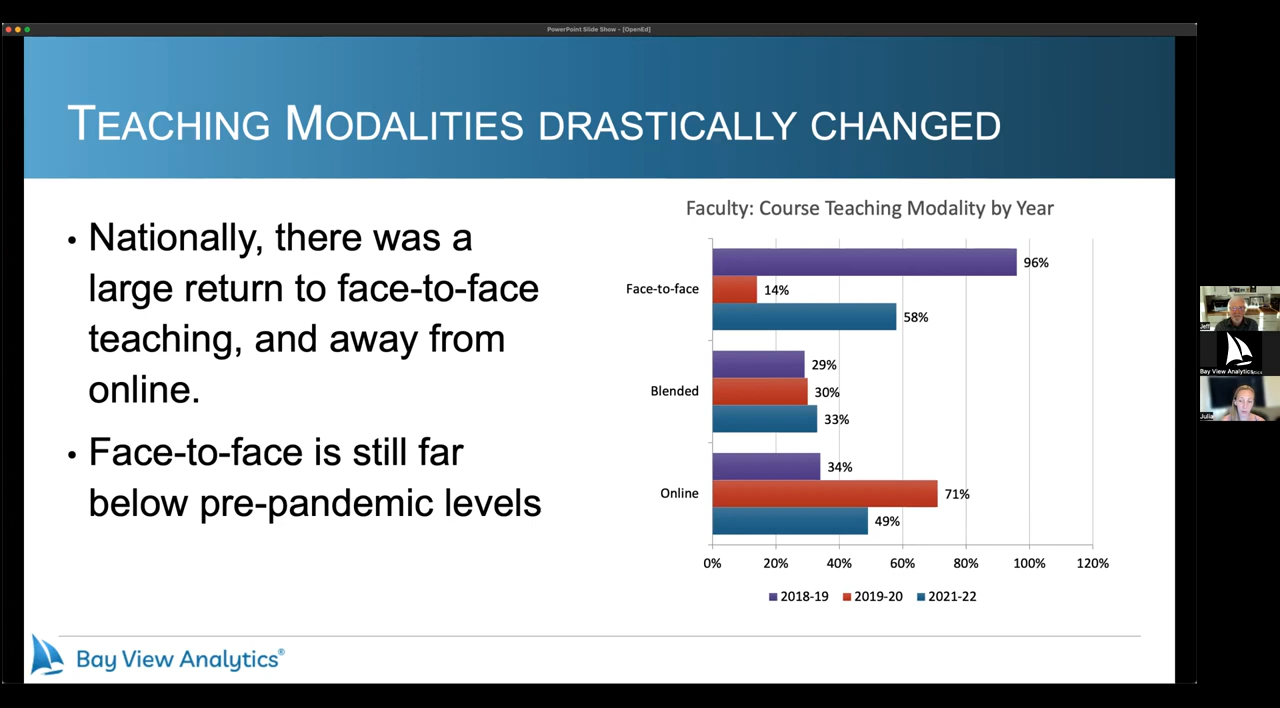 PowerPoint Slide Show - [OpenEd]
TEACHING MODALITIES DRASTICALLY CHANGED
• Nationally, there was a
large return to face-to-face
teaching, and away from
online.
• Face-to-face is still far
below pre-pandemic levels
Faculty: Course Teaching Modality by Year
Face-to-face
96%
14%
58%
Blended
29%
30%
33%
Online
34%
71%
49%
0% 20% 40% 60% 80% 100% 120%
2018-19 2019-20 2021-22
Bay View Analytics®
Jeff
Bay View Analytics
Julia